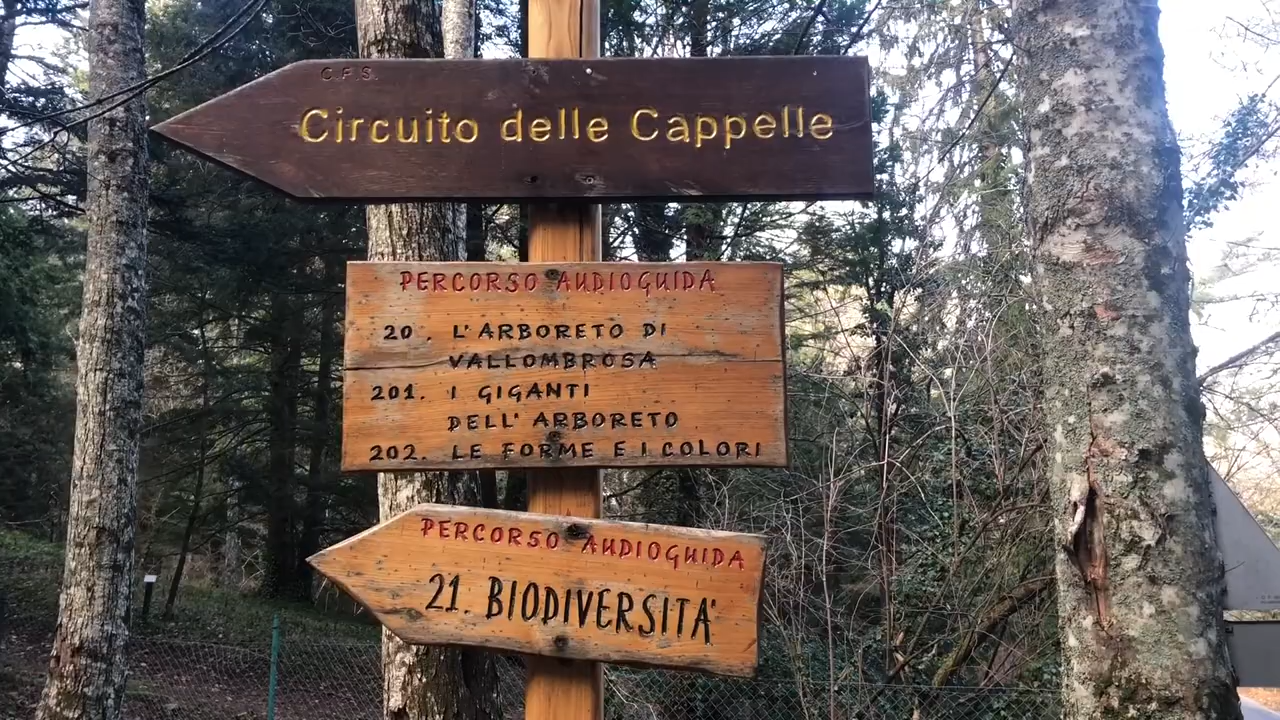 C.F.S.
Circuito delle Cappelle
PERCORSO AUDIOGUIDA
20. L'ARBORETO DI
VALLOMBROSA
201. I GIGANTI
DELL'ARBORETO
202. LE FORME E I COLORI
PERCORSO AUDIOGUIDA
21. BIODIVERSITA'